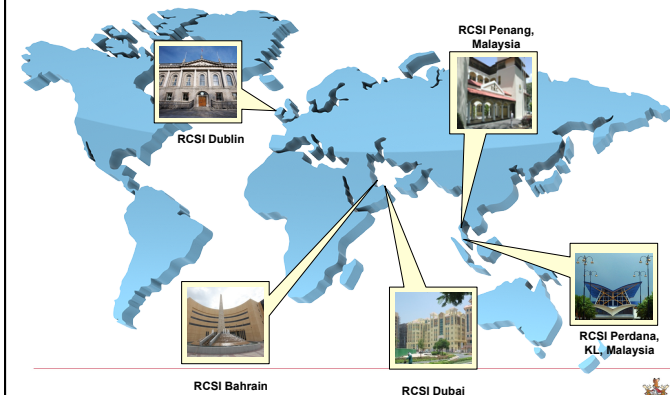 RCSI Penang,
Malaysia
RCSI Dublin
RCSI Perdana,
KL, Malaysia
RCSI Bahrain
RCSI Dubai